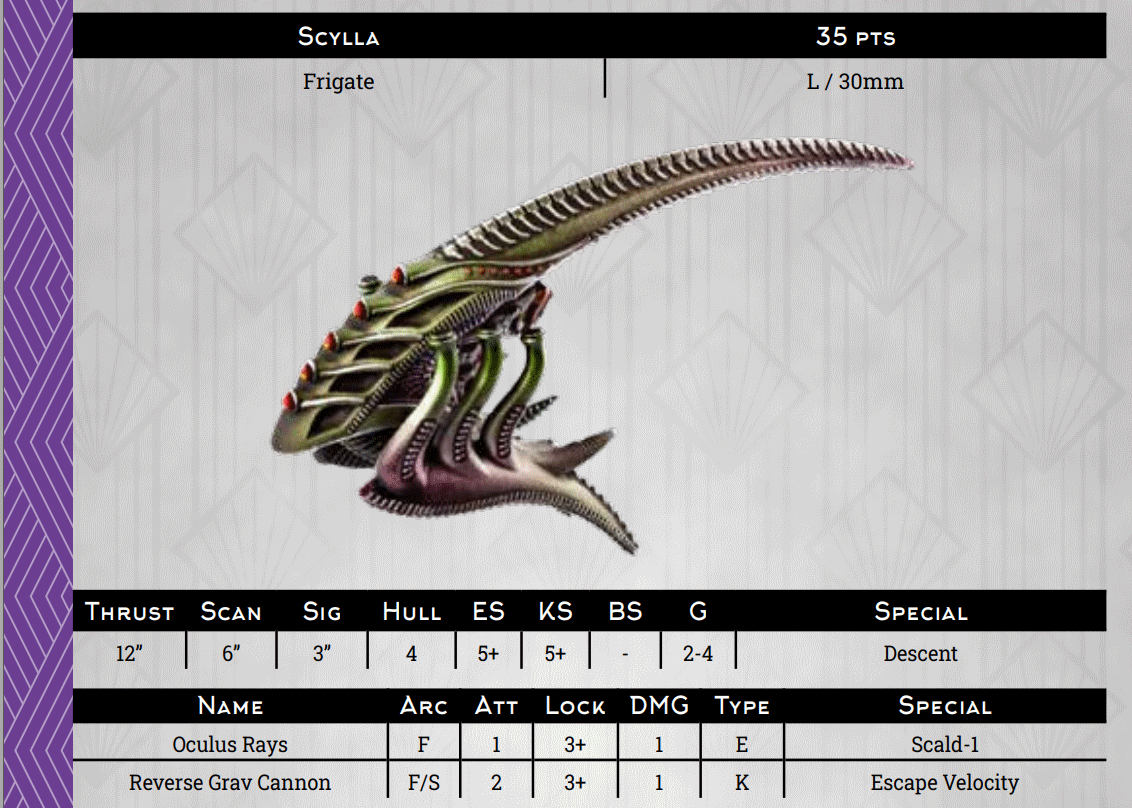 Scylla 35 pts
Frigate L / 30mm
Thrust Scan Sig Hull ES KS BS G Special
12” 6” 3” 4 5+ 5+ - 2-4 Descent
Name Arc Att Lock DMG Type Special
Oculus Rays F 1 3+ 1 E Scald-1
Reverse Grav Cannon F/S 2 3+ 1 K Escape Velocity